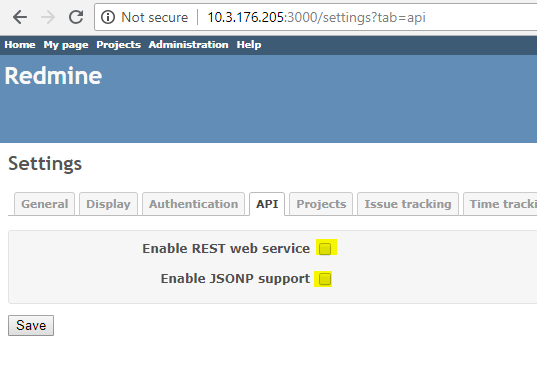 Not secure 10.3.176.205:3000/settings?tab=api
Home My page Projects Administration Help
Redmine
Settings
General Display Authentication API Projects Issue tracking Time tracki
Enable REST web service
Enable JSONP support
Save